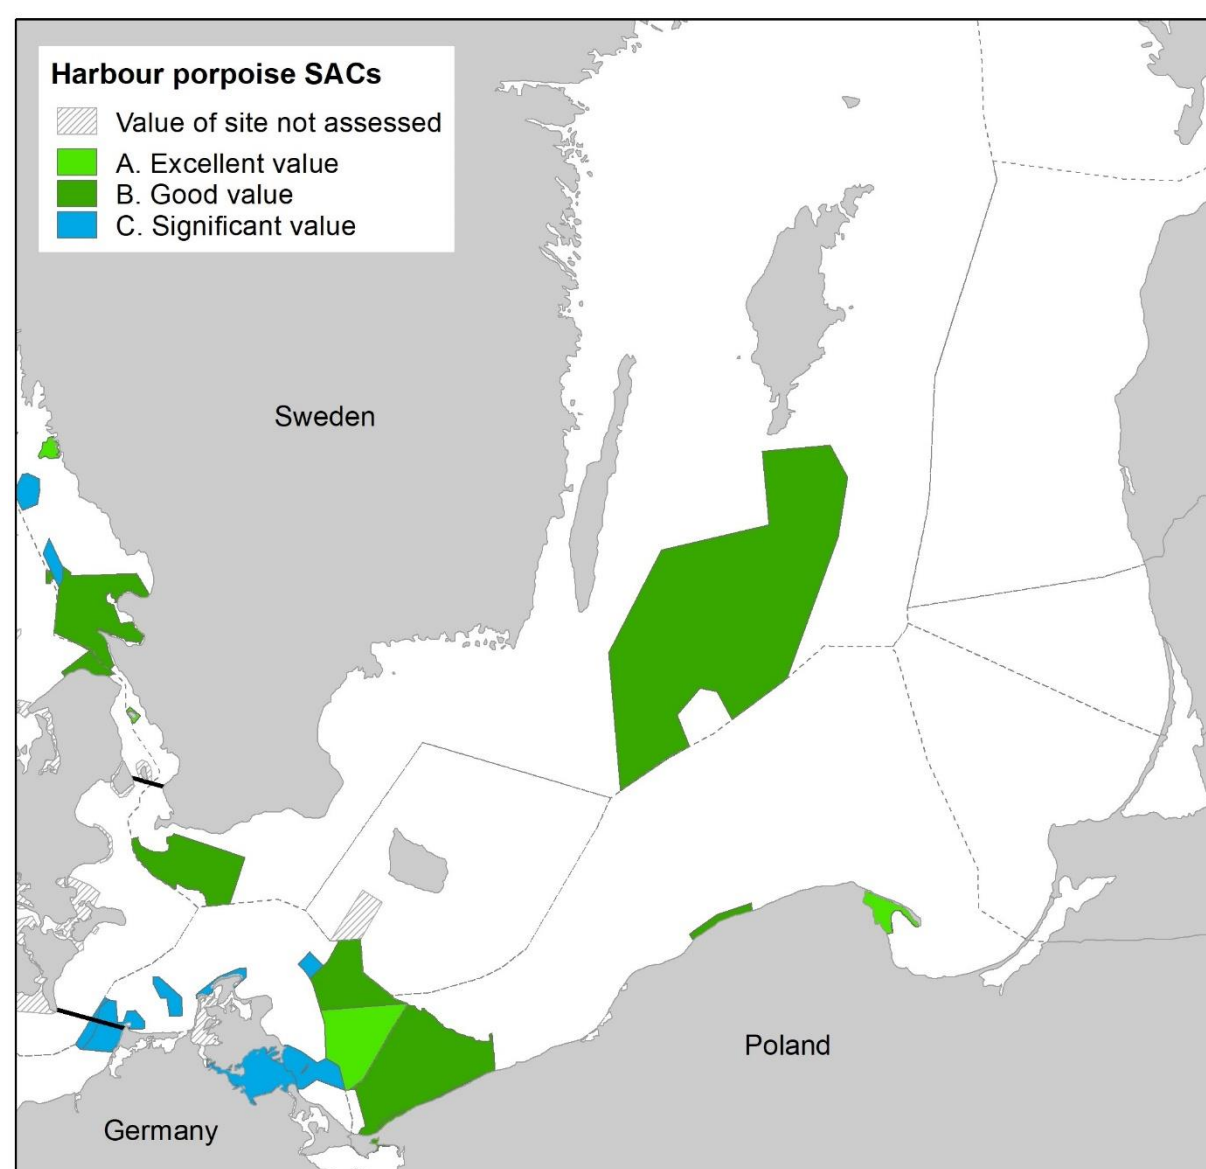 Harbour porpoise SACs
Value of site not assessed
A. Excellent value
B. Good value
C. Significant value
Sweden
Poland
Germany